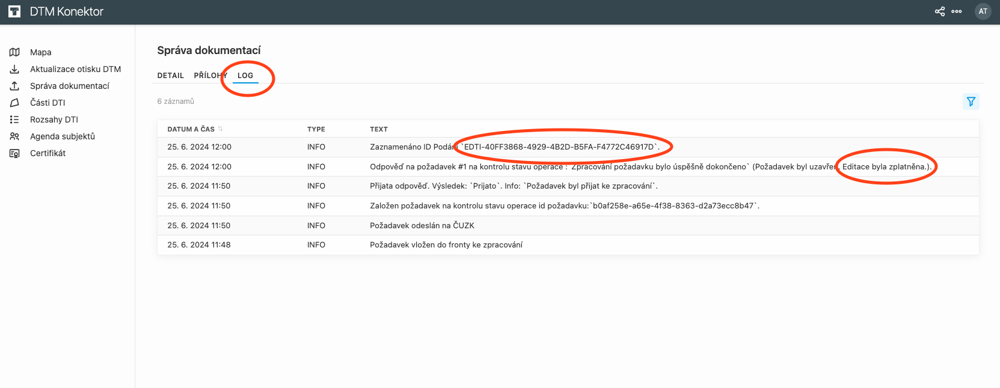 DTM Konektor
AT
Mapa
Aktualizace otisku DTM
Správa dokumentací
Části DTI
Rozsahy DTI
Agenda subjektů
Certifikát
Správa dokumentací
DETAIL PŘÍLOHY LOG
6 záznamů
DATUM A ČAS TYPE TEXT
25. 6. 2024 12:00 INFO Zaznamenáno ID Podání `EDTI-40FF3868-4929-4B2D-B5FA-F4772C46917D`.
25. 6. 2024 12:00 INFO Odpověď na požadavek #1 na kontrolu stavu operace : `Zpracování požadavku bylo úspěšně dokončeno` (Požadavek byl uzavřen. Editace byla zplatněna.).
25. 6. 2024 11:50 INFO Přijata odpověď. Výsledek: `Prijato`. Info: `Požadavek byl přijat ke zpracování`.
25. 6. 2024 11:50 INFO Založen požadavek na kontrolu stavu operace id požadavku:`b0af258e-a65e-4f38-8363-d2a73ecc8b47`.
25. 6. 2024 11:50 INFO Požadavek odeslán na ČUZK
25. 6. 2024 11:48 INFO Požadavek vložen do fronty ke zpracování